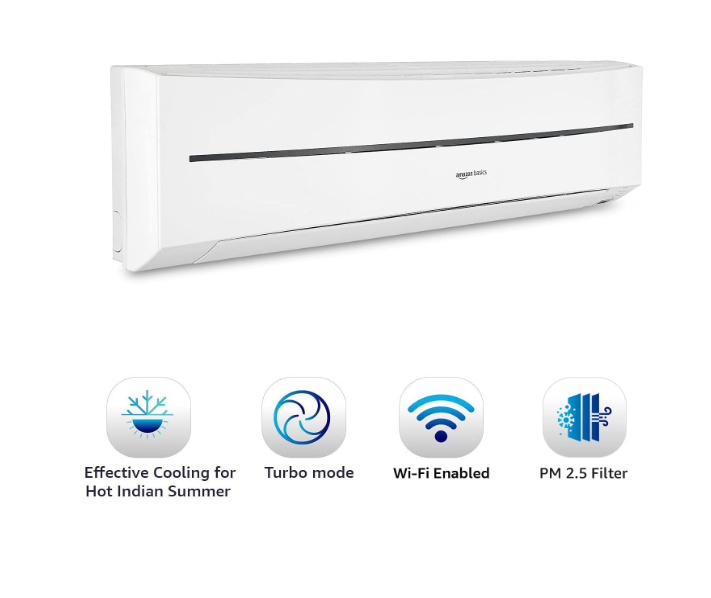 amazon basics
Effective Cooling for
Hot Indian Summer
Turbo mode
Wi-Fi Enabled
PM 2.5 Filter